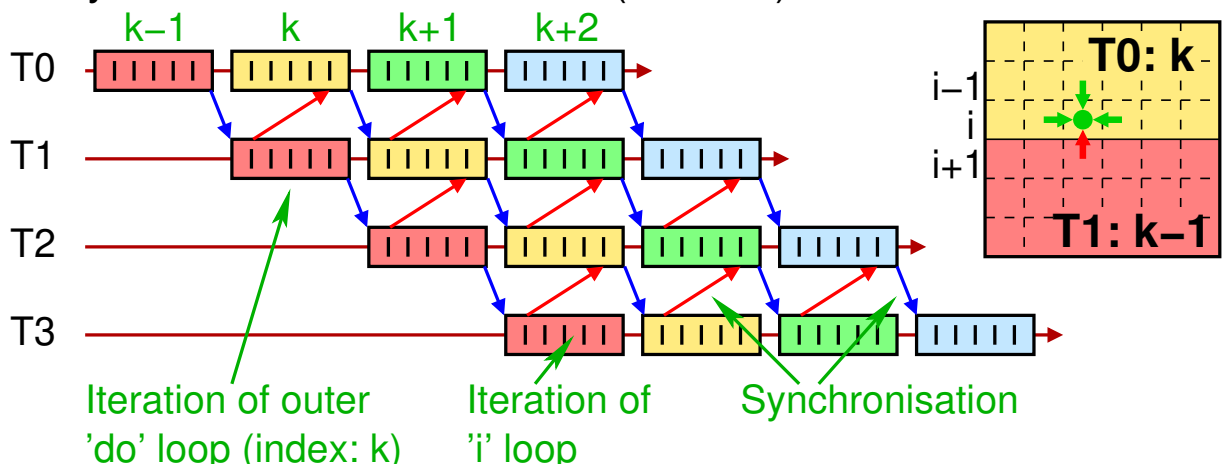 k−1 k k+1 k+2
T0
T1
T2
T3
T0: k
i−1
i
i+1
T1: k−1
Iteration of outer
'do' loop (index: k)
Iteration of
'i' loop
Synchronisation